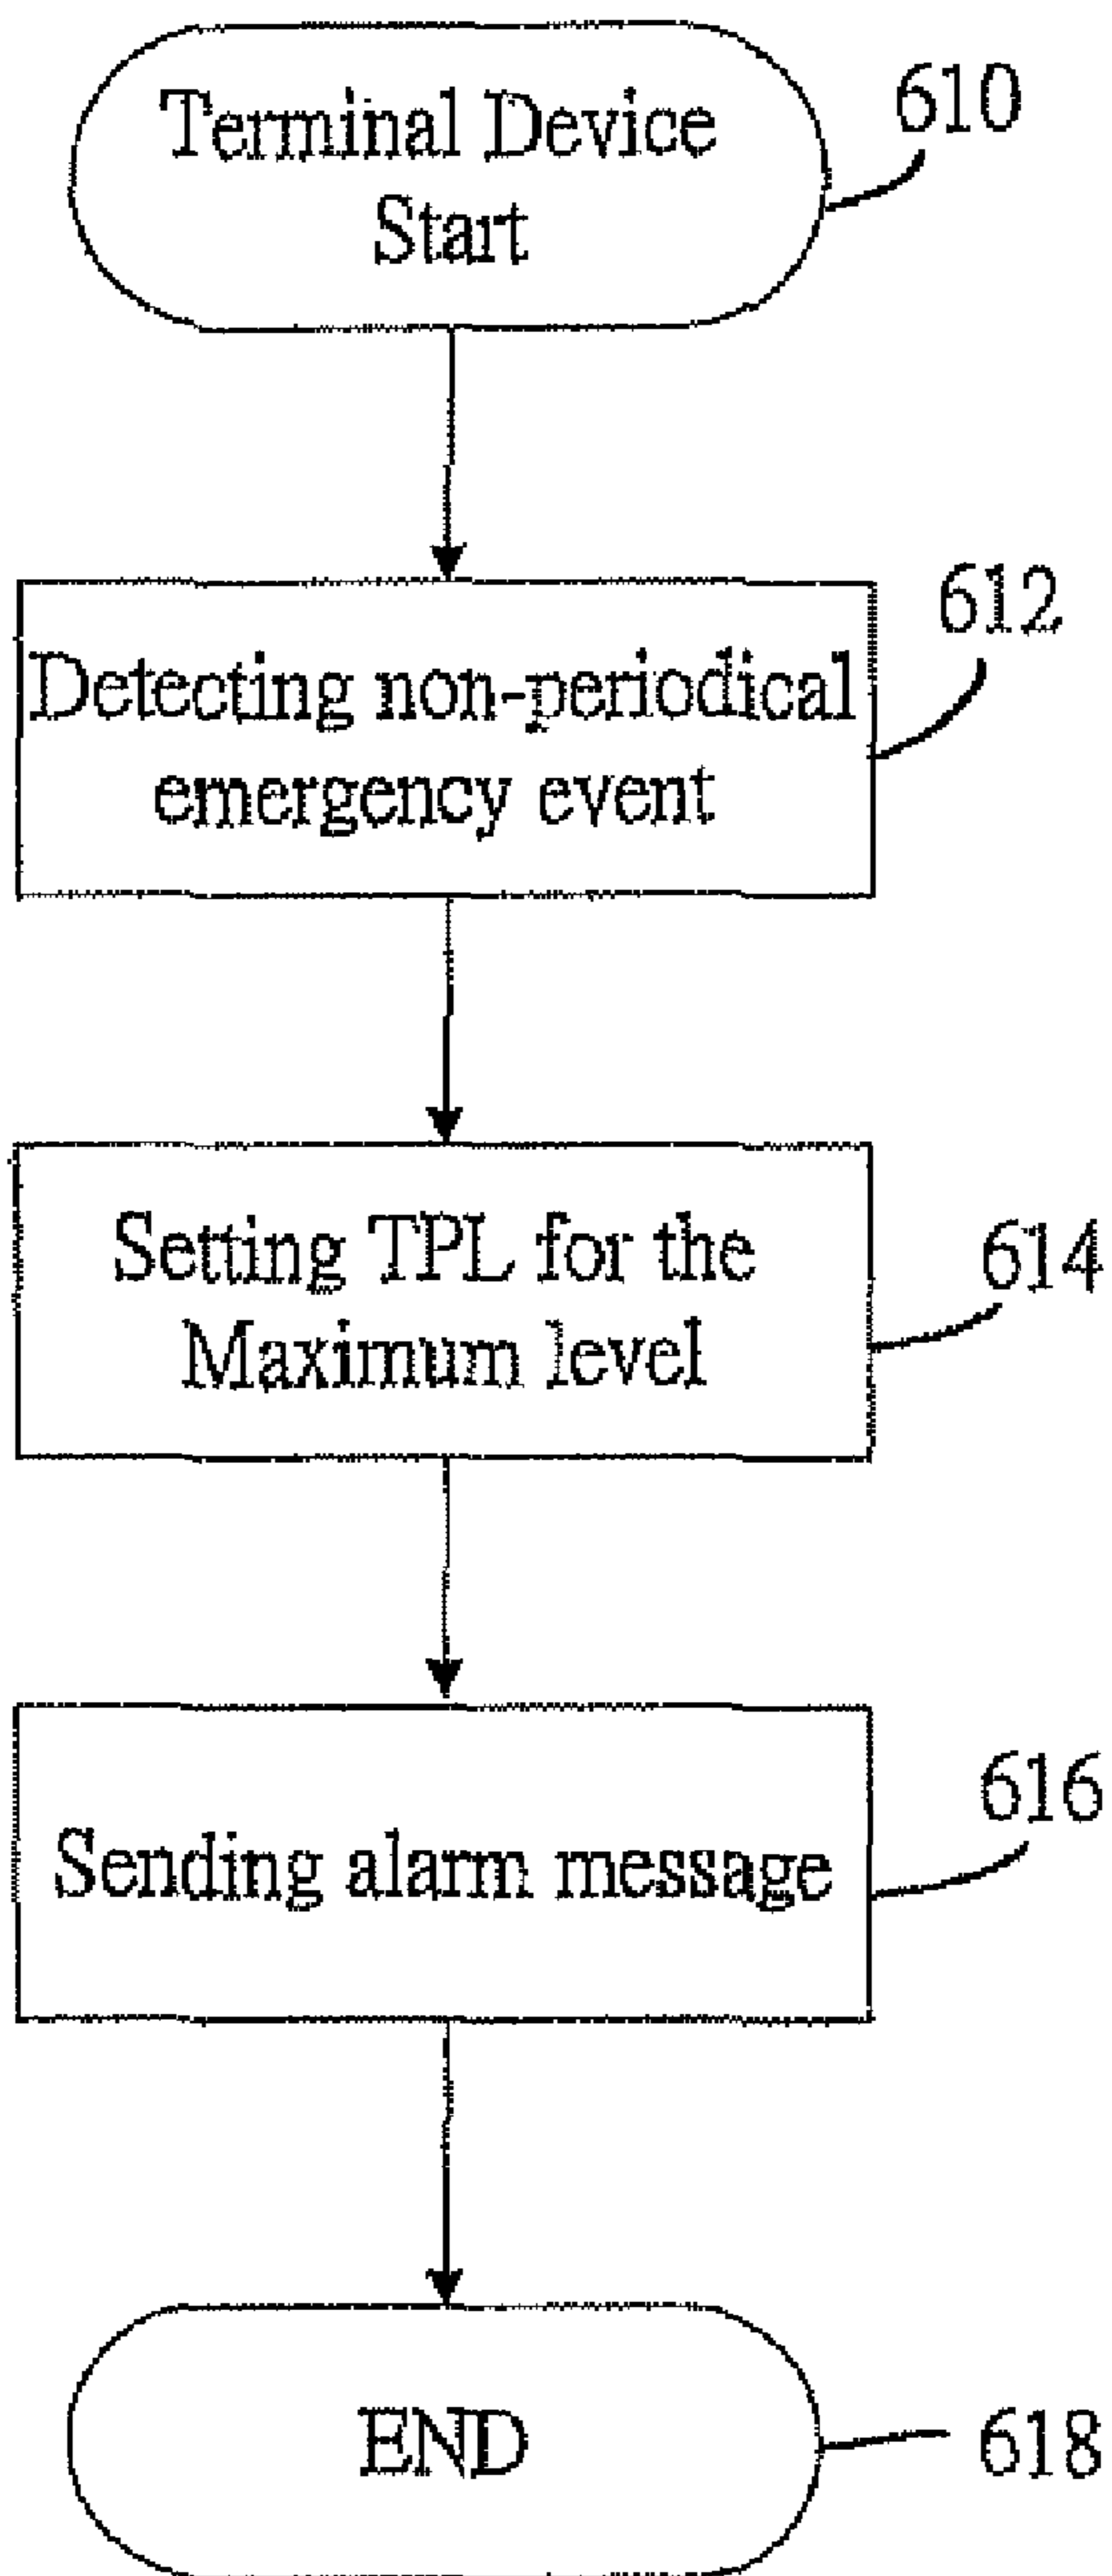 Terminal Device
Start
610
Detecting non-periodical
emergency event
612
Setting TPL for the
Maximum level
614
Sending alarm message
616
END
618